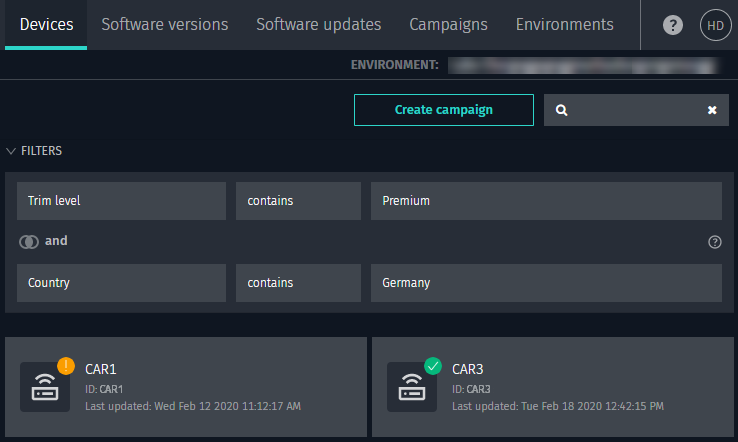 Devices Software versions Software updates Campaigns Environments ? HD
ENVIRONMENT:
Create campaign
FILTERS
Trim level contains Premium
and ?
Country contains Germany
CAR1
ID: CAR1
Last updated: Wed Feb 12 2020 11:12:17 AM
CAR3
ID: CAR3
Last updated: Tue Feb 18 2020 12:42:15 PM